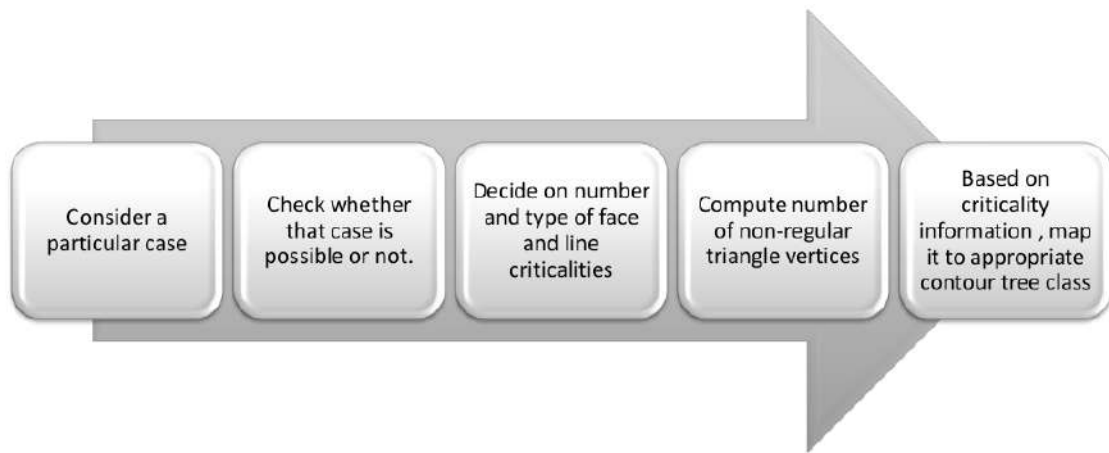 Consider a
particular case
Check whether
that case is
possible or not.
Decide on number
and type of face
and line
criticalities
Compute number
of non-regular
triangle vertices
Based on
criticality
information , map
it to appropriate
contour tree class